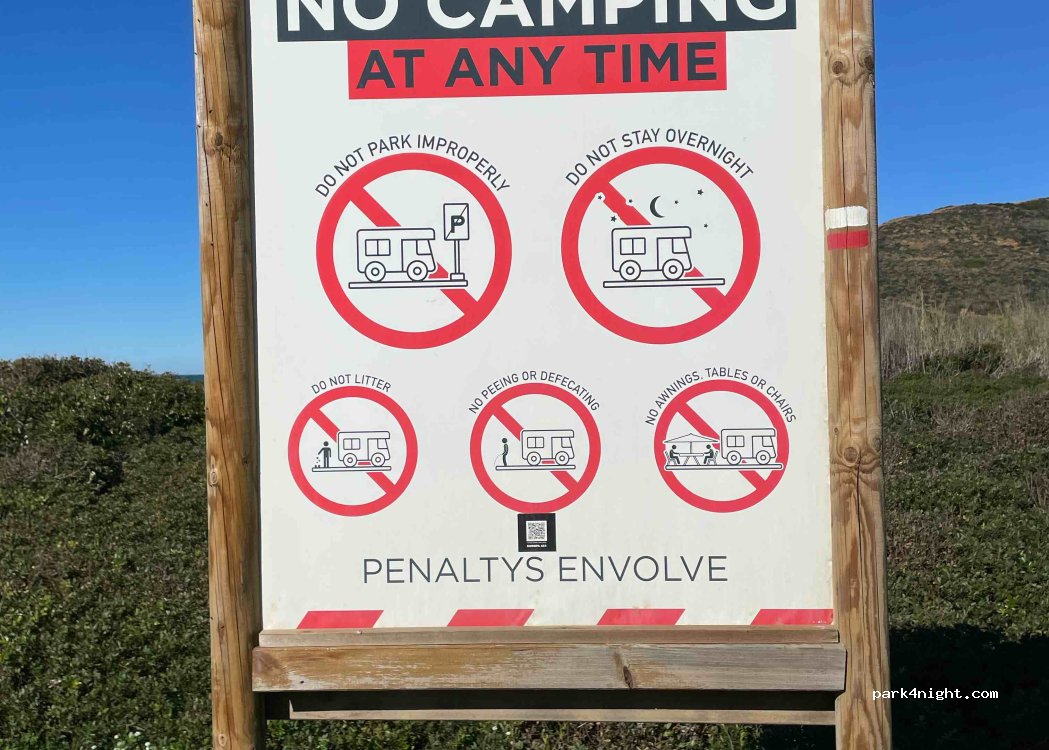 NO CAMPING
AT ANY TIME
DO NOT PARK IMPROPERLY
DO NOT STAY OVERNIGHT
P
DO NOT LITTER
NO PEEING OR DEFECATING
NO AWNINGS, TABLES OR CHAIRS
PENALTYS ENVOLVE
park4night.com